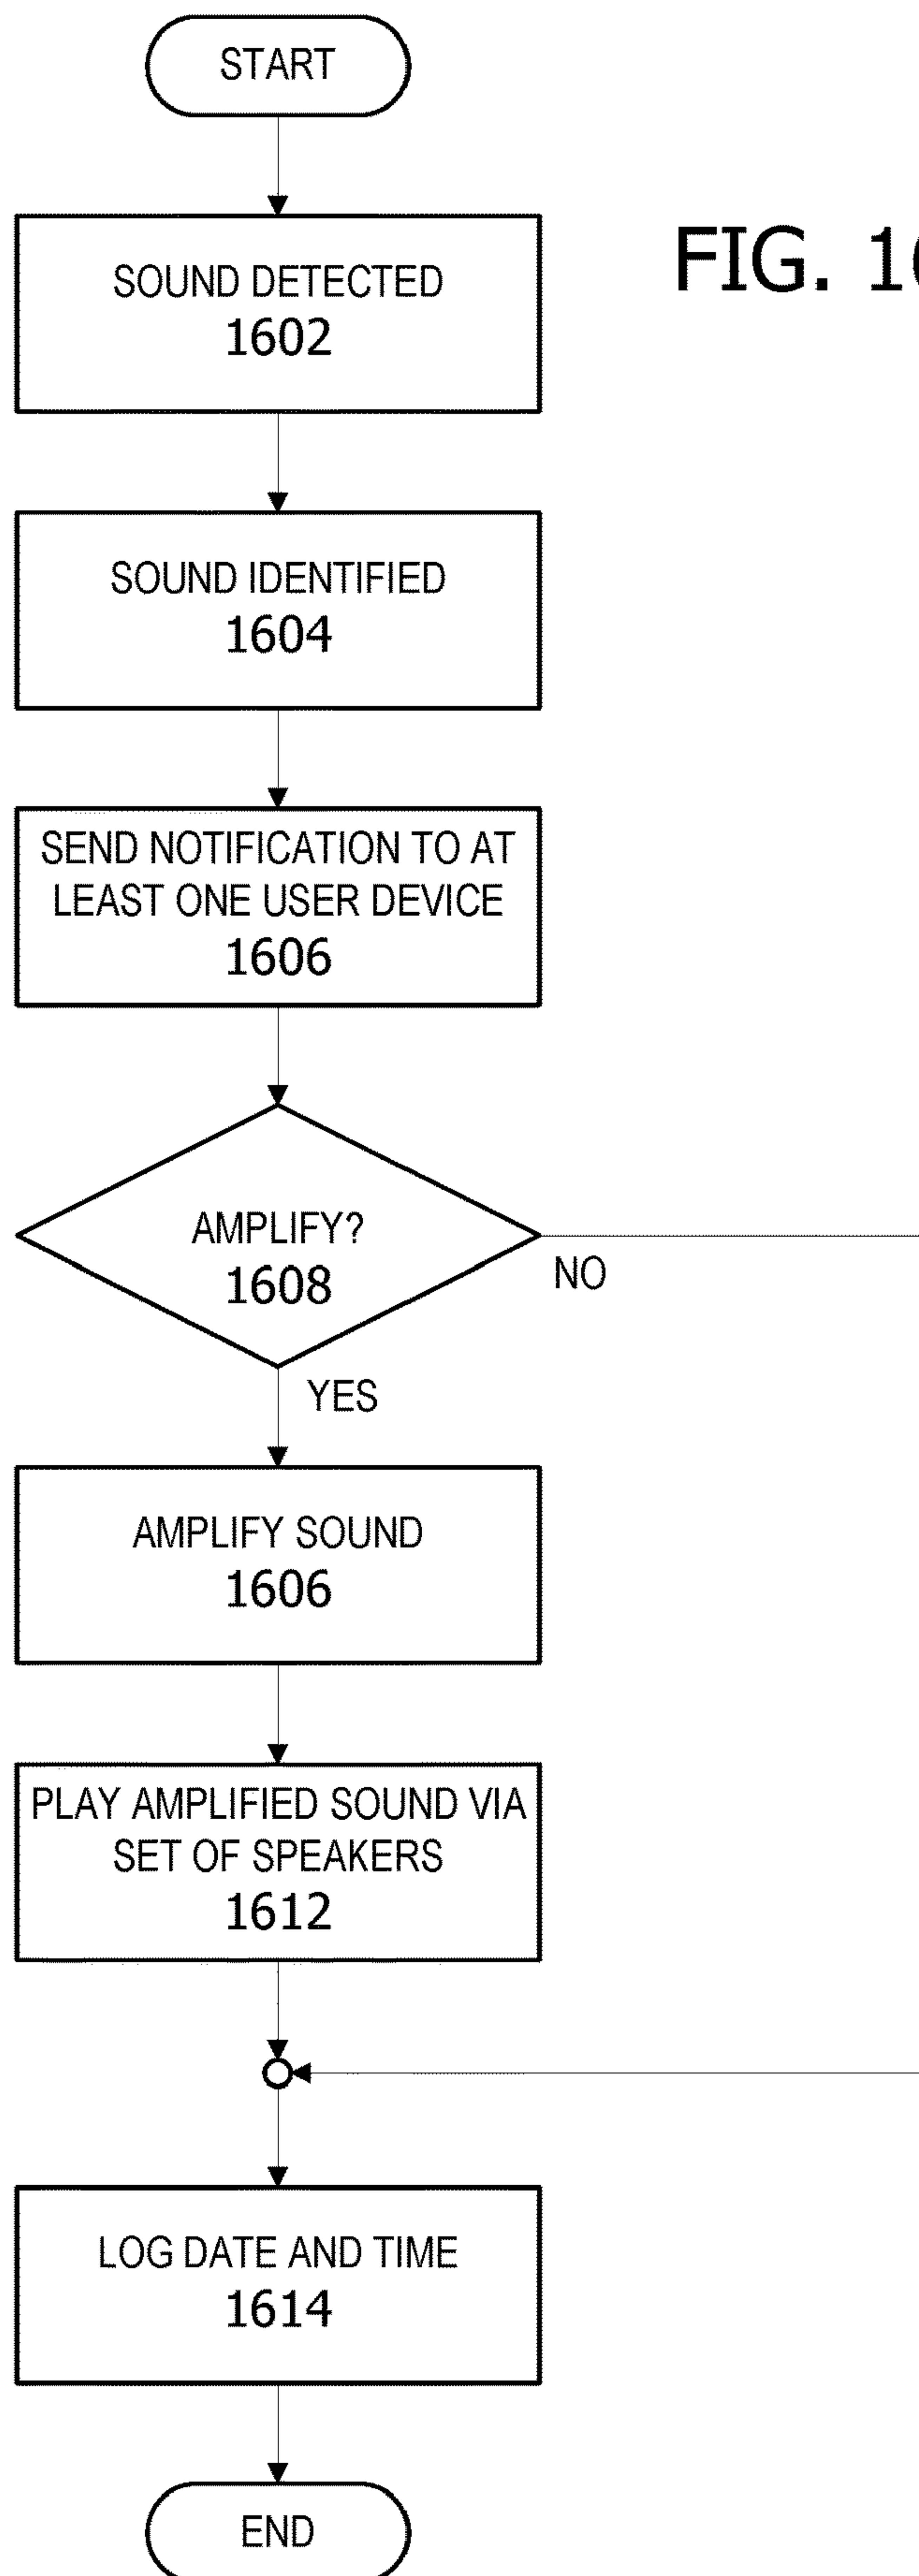 START
SOUND DETECTED
1602
FIG. 16
SOUND IDENTIFIED
1604
SEND NOTIFICATION TO AT
LEAST ONE USER DEVICE
1606
AMPLIFY?
1608
NO
YES
AMPLIFY SOUND
1606
PLAY AMPLIFIED SOUND VIA
SET OF SPEAKERS
1612
LOG DATE AND TIME
1614
END